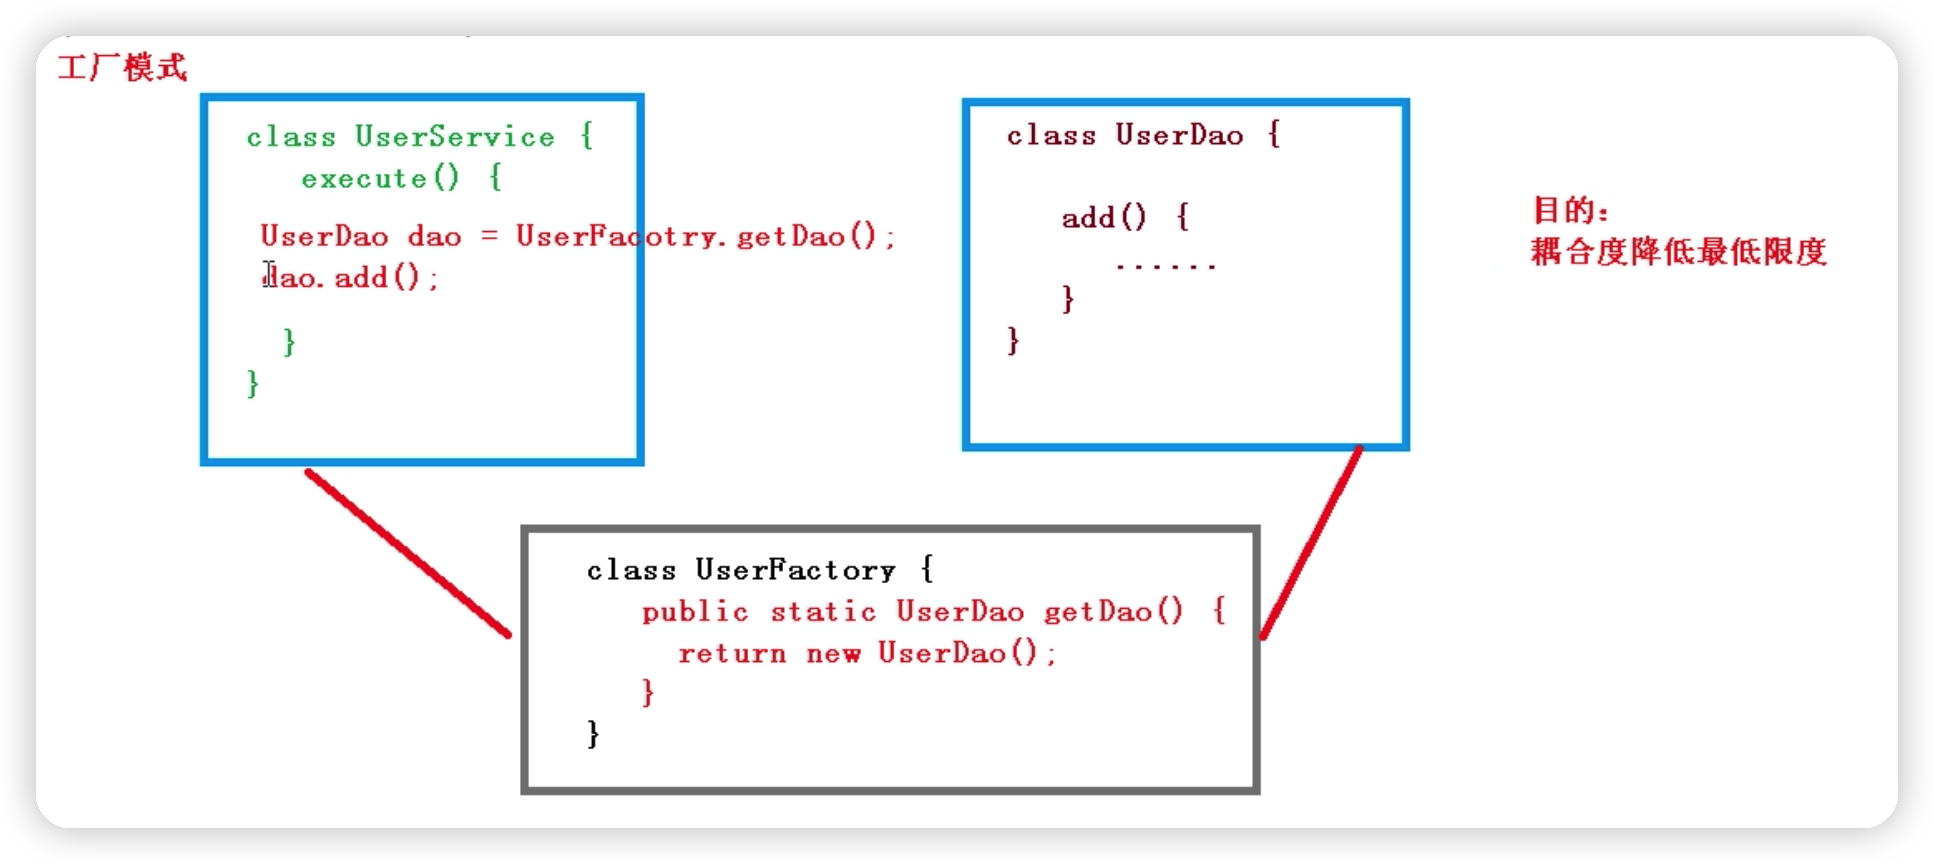 工厂模式
class UserService {
execute() {
UserDao dao = UserFacotry.getDao();
dao.add();
}
}
class UserDao {
add() {
......
}
}
目的：
耦合度降低最低限度
class UserFactory {
public static UserDao getDao() {
return new UserDao();
}
}